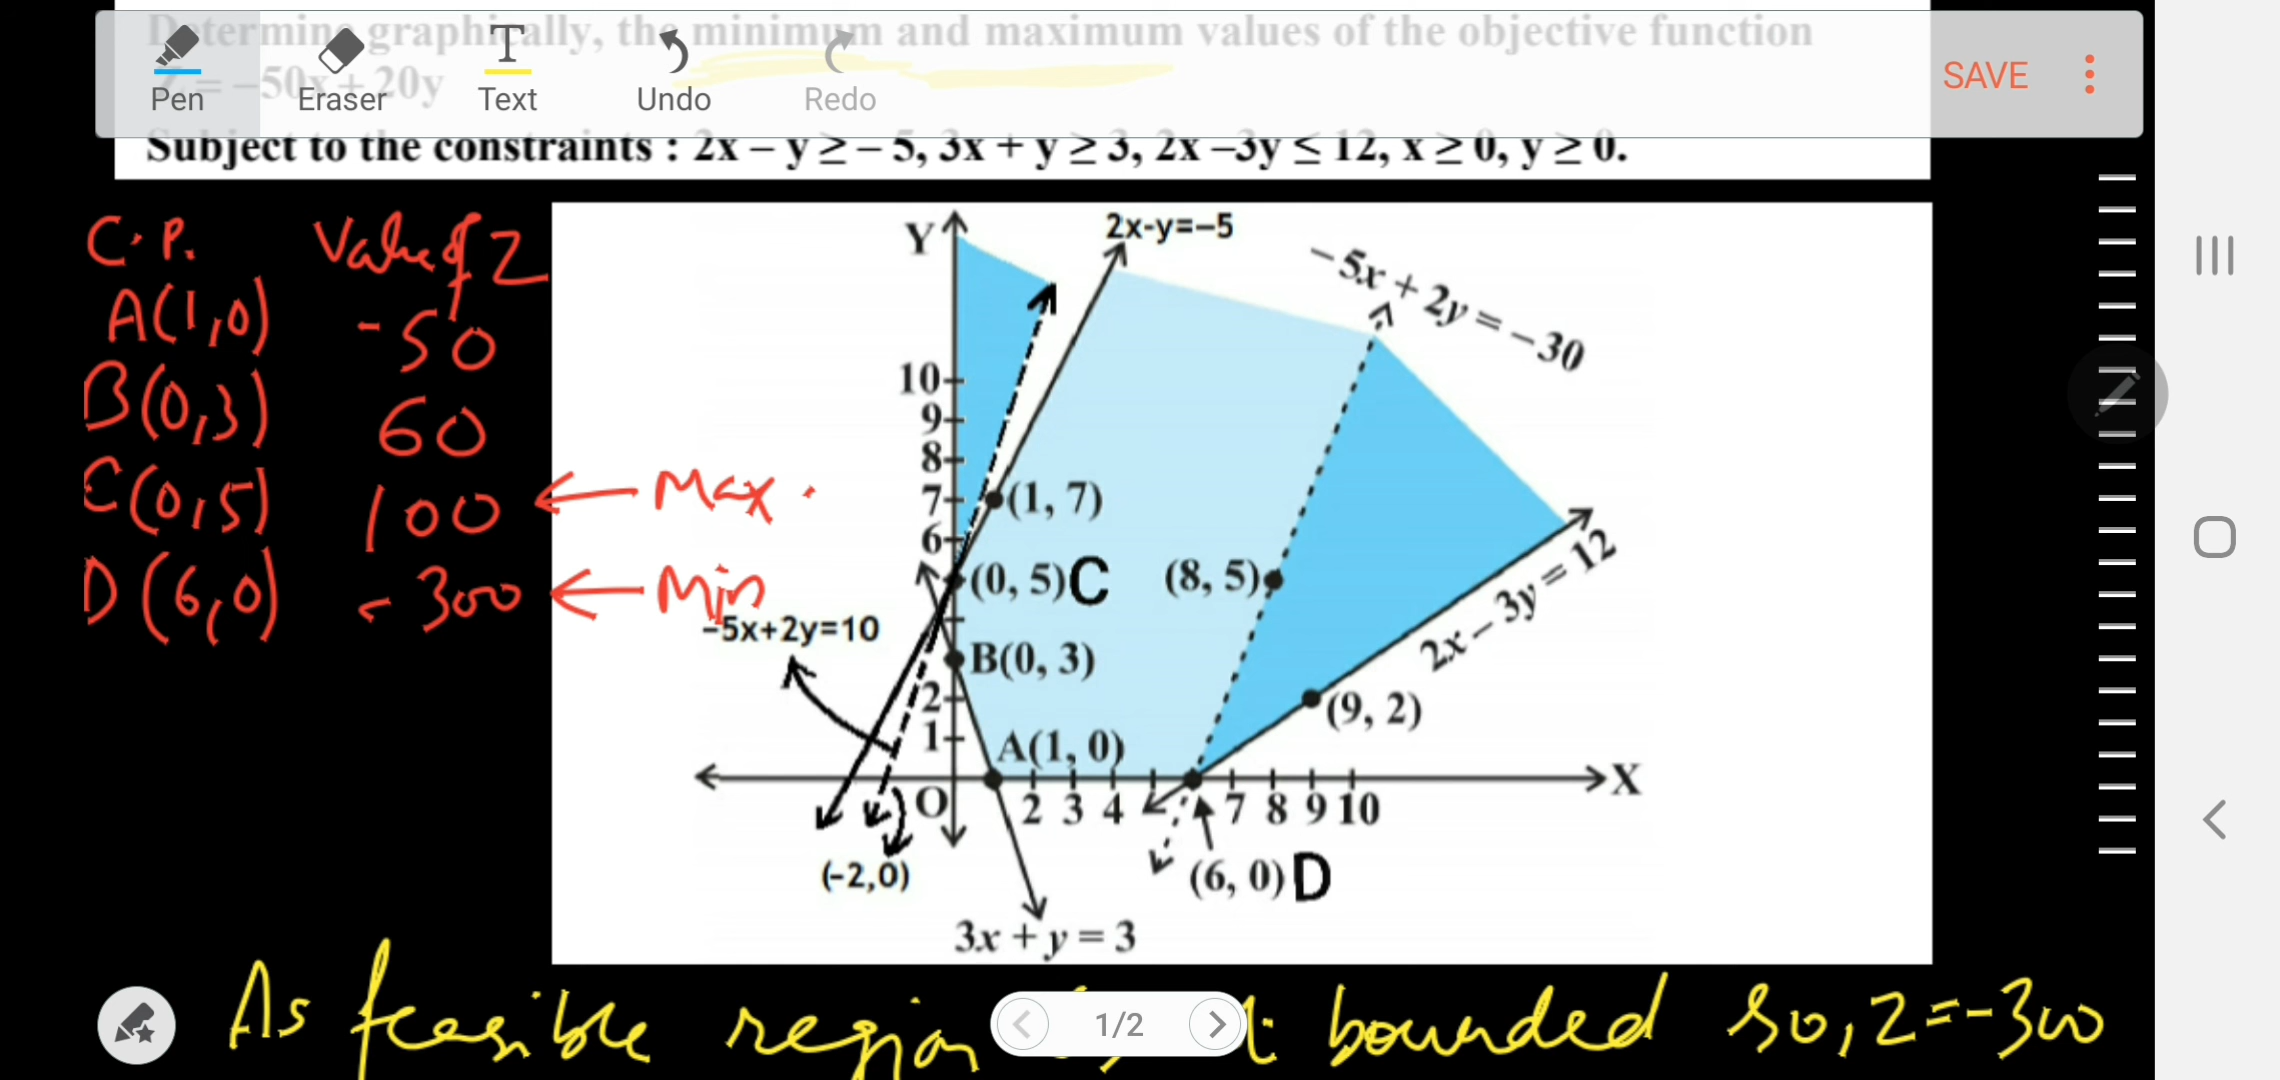 Determine graphically, the minimum and maximum values of the objective function
Z = −50x + 20y
Pen Eraser Text Undo Redo SAVE
Subject to the constraints : 2x − y ≥ − 5, 3x + y ≥ 3, 2x −3y ≤ 12, x ≥ 0, y ≥ 0.
C.P. Value of Z
A(1,0) -50
B(0,3) 60
C(0,5) 100 ← Max.
D(6,0) - 300 ← Min
Y
2x-y=−5
−5x + 2y = −30
10
9
8
7 (1, 7)
6
(0, 5) C (8, 5)
−5x+2y=10
2x − 3y = 12
B(0, 3)
2 (9, 2)
1 A(1, 0)
X
O 2 3 4 7 8 9 10
(-2,0) (6, 0) D
3x + y = 3
As feasible region bounded so, Z=-300
1/2